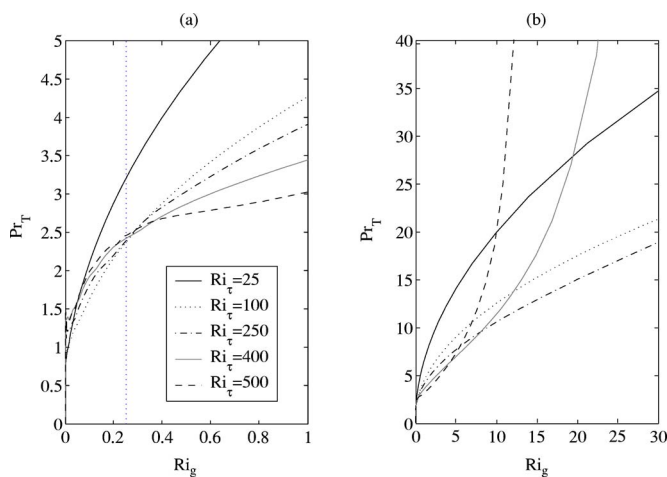 (a)
5
4.5
4
3.5
3
2.5
2
1.5
1
0.5
0
Pr_T
0 0.2 0.4 0.6 0.8 1
Ri_g
Ri_τ=25
Ri_τ=100
Ri_τ=250
Ri_τ=400
Ri_τ=500
(b)
40
35
30
25
20
15
10
5
0
Pr_T
0 5 10 15 20 25 30
Ri_g